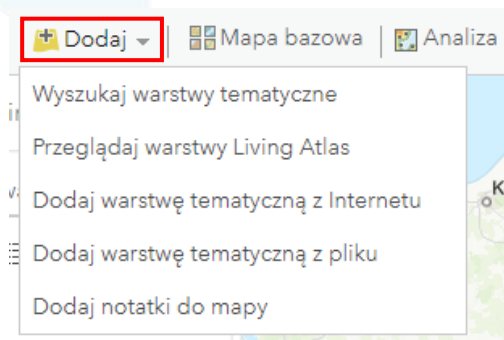 Dodaj Mapa bazowa Analiza
Wyszukaj warstwy tematyczne
Przeglądaj warstwy Living Atlas
Dodaj warstwę tematyczną z Internetu
Dodaj warstwę tematyczną z pliku
Dodaj notatki do mapy
K